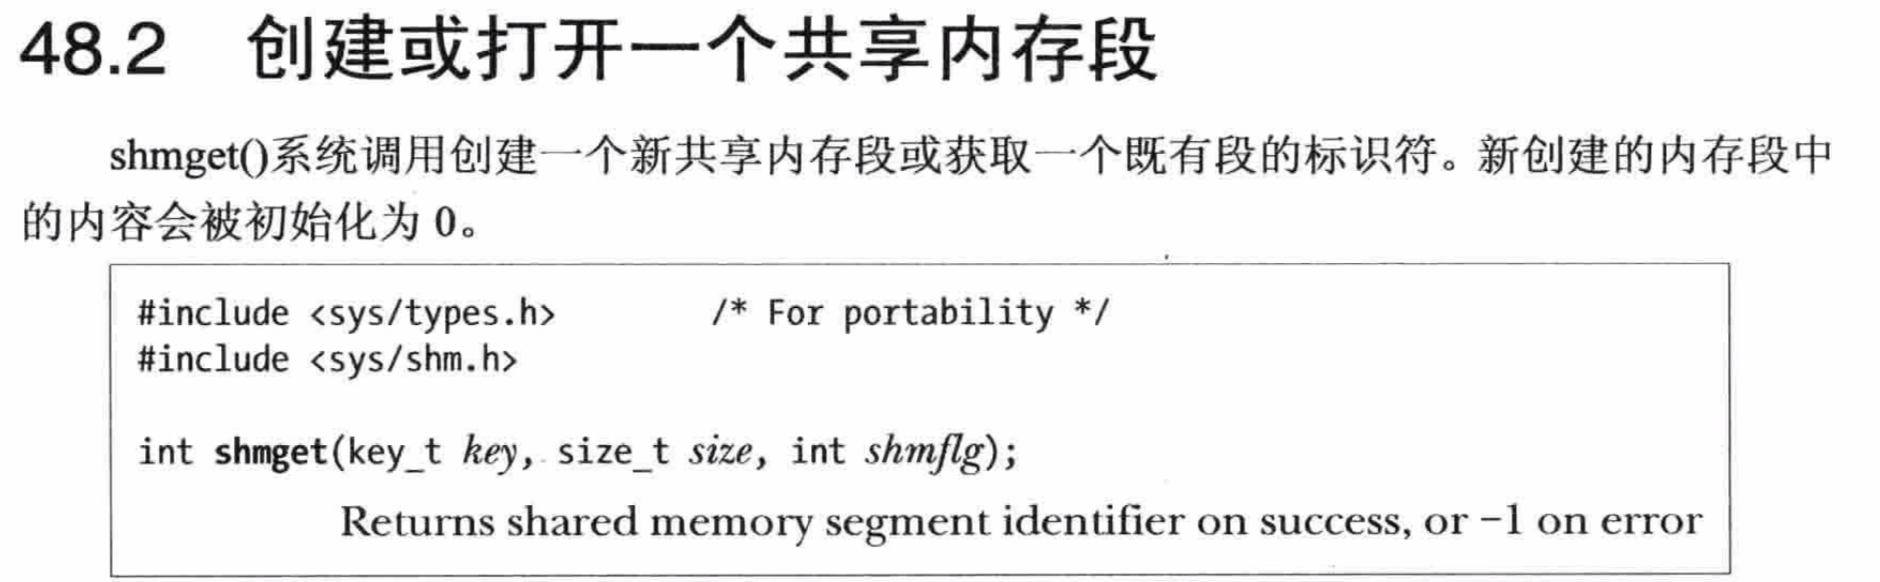 48.2 创建或打开一个共享内存段
shmget()系统调用创建一个新共享内存段或获取一个既有段的标识符。新创建的内存段中
的内容会被初始化为 0。
#include <sys/types.h> /* For portability */
#include <sys/shm.h>
int shmget(key_t key, size_t size, int shmflg);
Returns shared memory segment identifier on success, or −1 on error